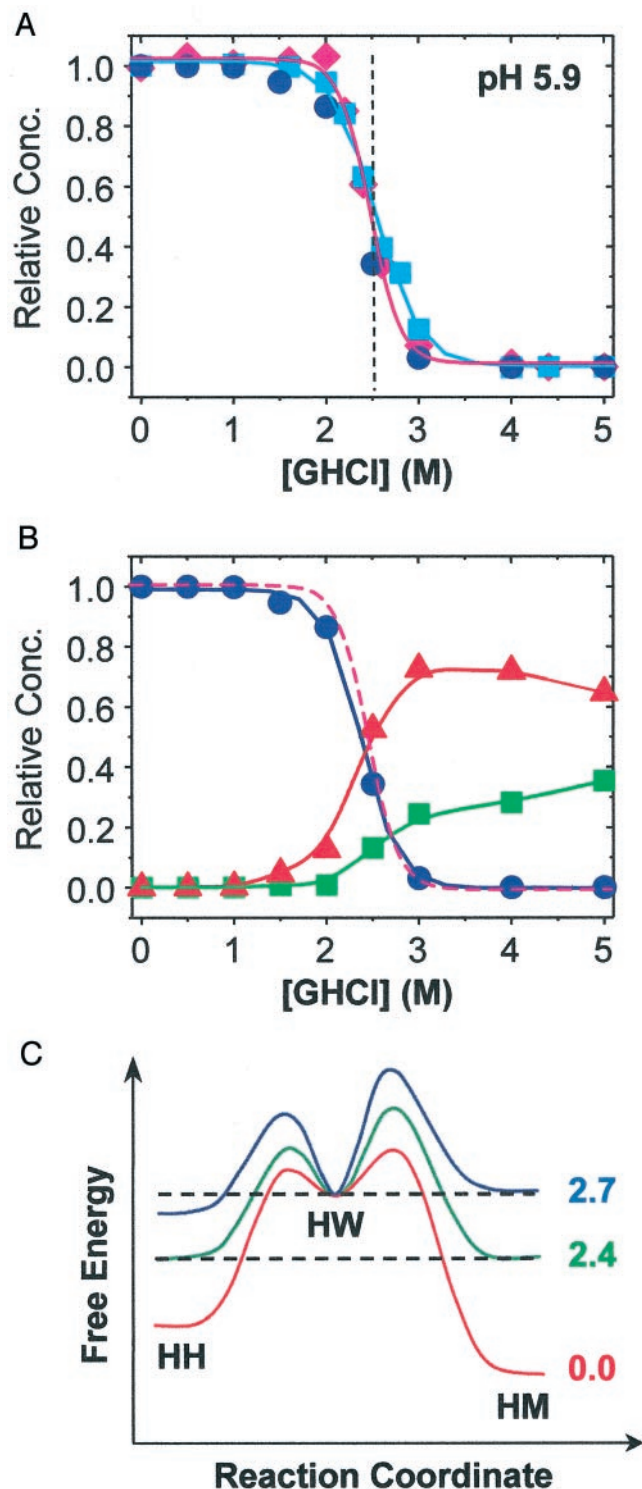 A
pH 5.9
Relative Conc.
1.0
0.8
0.6
0.4
0.2
0.0
0 1 2 3 4 5
[GHCl] (M)
B
Relative Conc.
1.0
0.8
0.6
0.4
0.2
0.0
0 1 2 3 4 5
[GHCl] (M)
C
Free Energy
HW
2.7
2.4
HH
0.0
HM
Reaction Coordinate